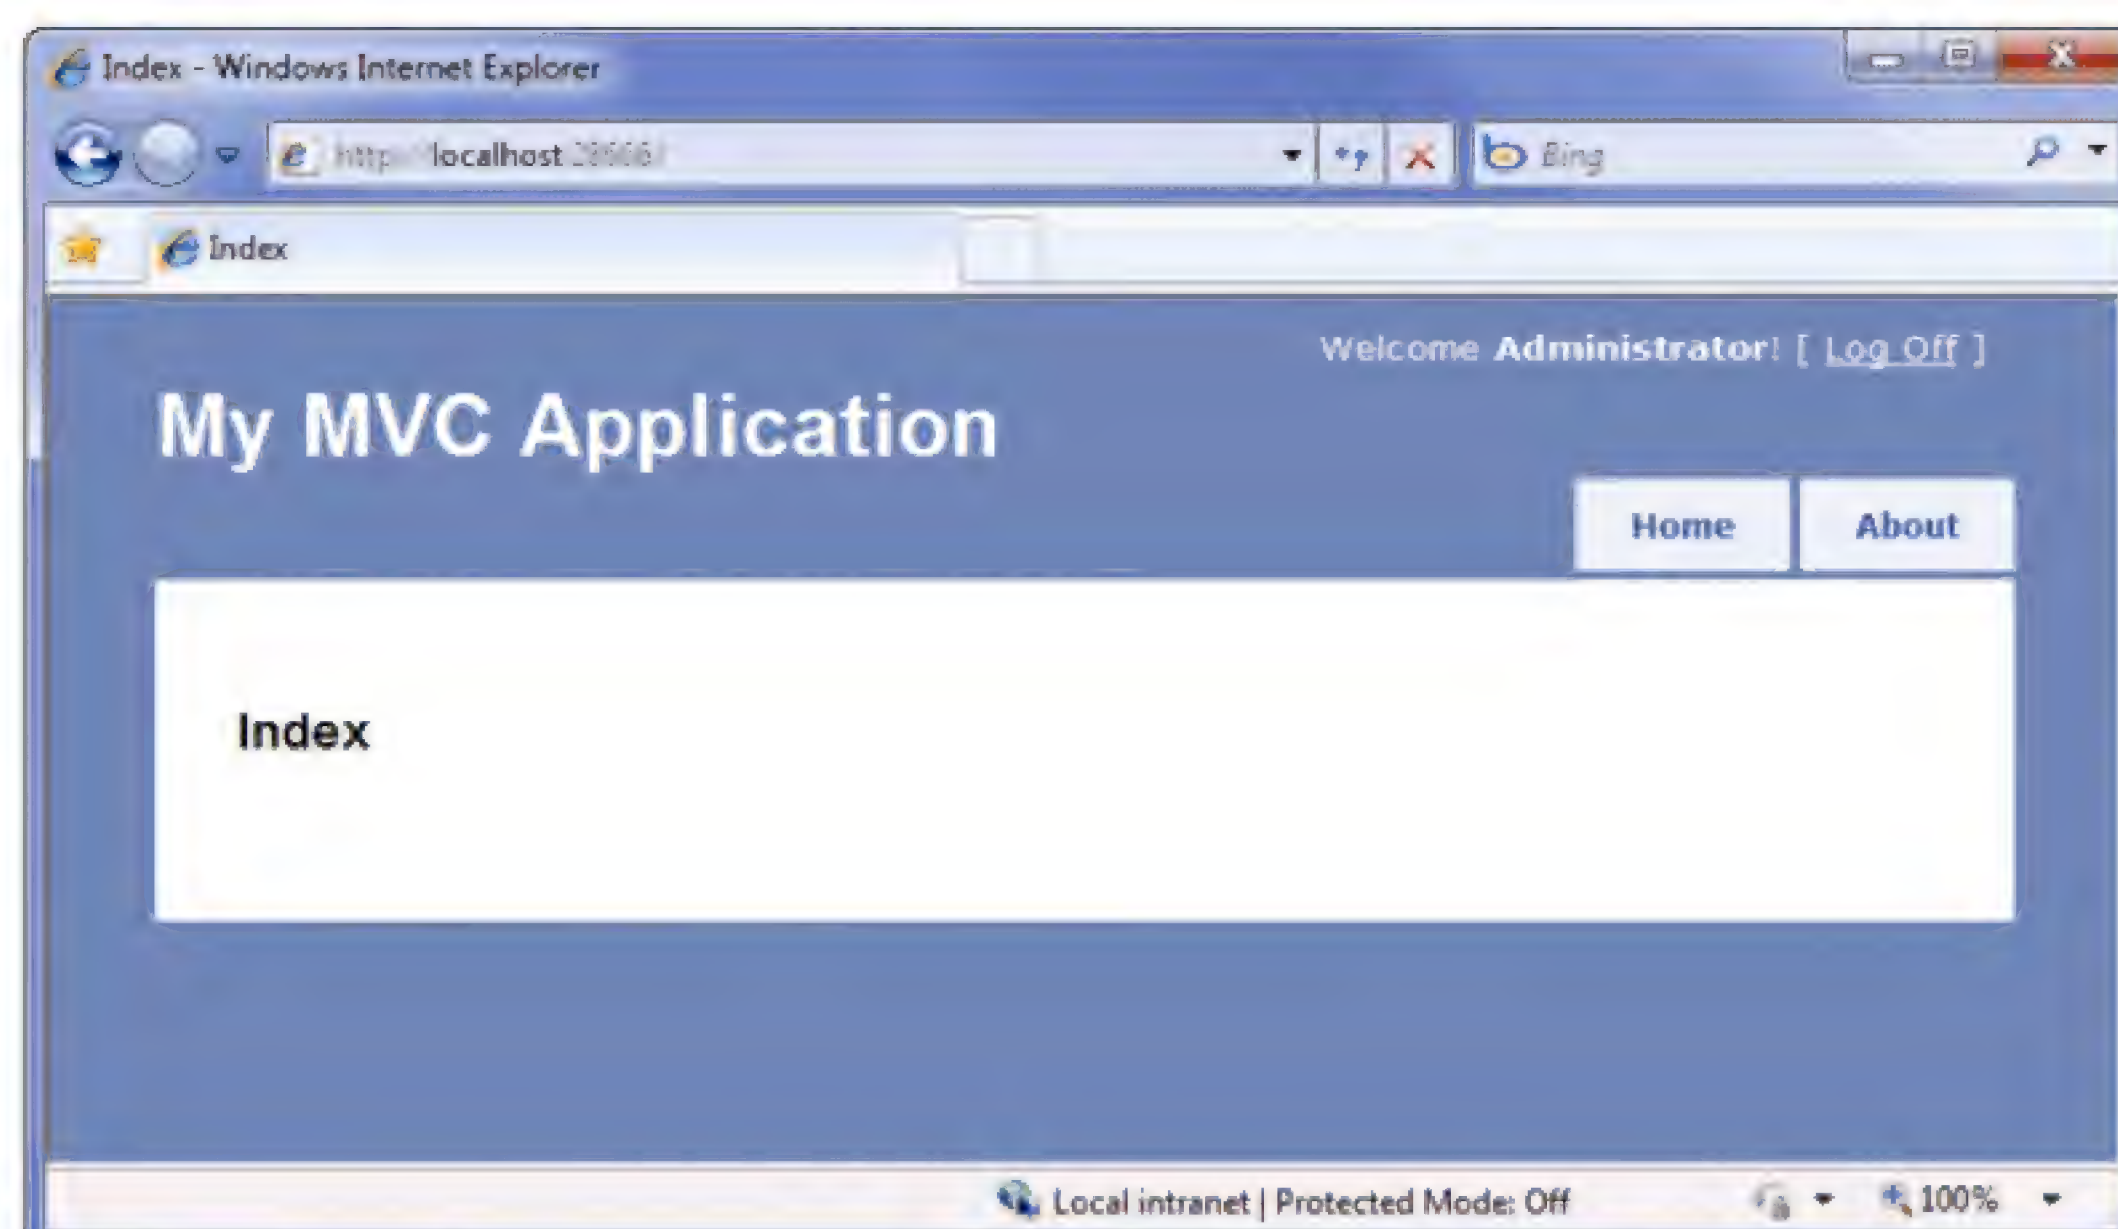 Index - Windows Internet Explorer
localhost
Bing
Index
Welcome Administrator! [ Log Off ]
My MVC Application
Home About
Index
Local intranet | Protected Mode: Off 100%